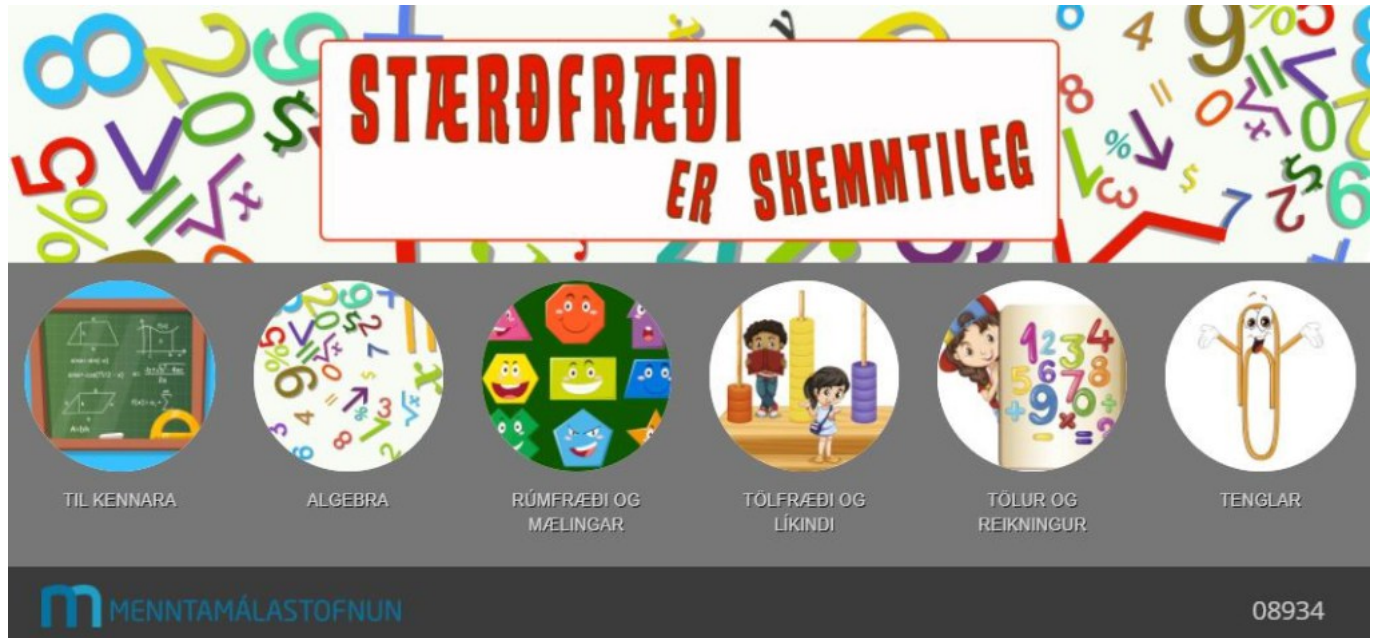 STÆRÐFRÆÐI
ER SKEMMTILEG
TIL KENNARA
ALGEBRA
RÚMFRÆÐI OG
MÆLINGAR
TÖLFRÆÐI OG
LÍKINDI
TÖLUR OG
REIKNINGUR
TENGLAR
MENNTAMÁLASTOFNUN
08934